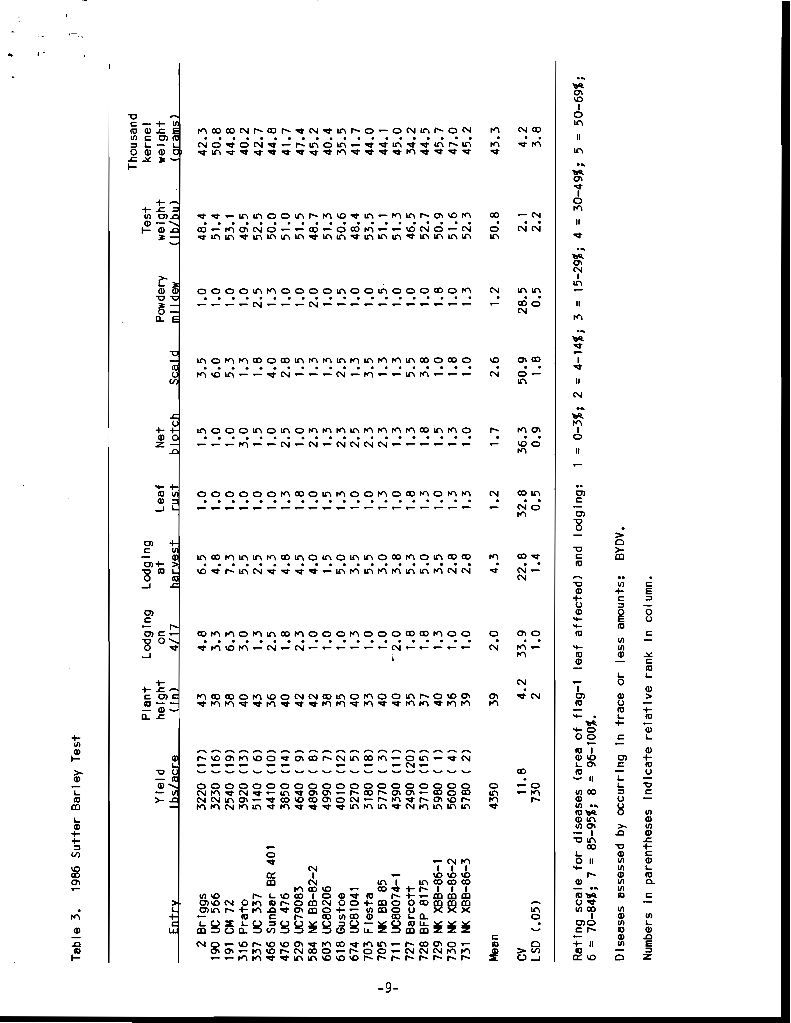 Table 3. 1986 Sutter Barley Test
Thousand
Plant Lodging Lodging Test kernel
Yield height on at Leaf Net Powdery weight weight
Entry lbs/acre (in) 4/17 harvest rust blotch Scald mildew (lb/bu) (grams)
2 Briggs 3220 (17) 43 4.8 6.5 1.0 1.5 3.5 1.0 48.4 42.3
190 UC 566 3230 (16) 38 3.3 4.8 1.0 1.0 6.0 1.0 51.4 50.8
191 CM 72 2540 (19) 38 6.3 7.3 1.0 1.0 5.3 1.0 53.1 44.8
316 Prato 3920 (13) 40 3.0 5.5 1.0 3.0 1.3 1.0 49.5 40.2
337 UC 337 5140 ( 6) 43 1.3 2.5 1.0 1.5 1.8 2.5 52.5 42.7
466 Sunbar BR 401 4410 (10) 36 2.5 4.3 1.0 1.0 4.0 1.3 50.0 44.8
476 UC 476 3850 (14) 40 1.8 4.8 1.3 2.5 2.8 1.0 51.0 41.7
529 UC79083 4640 ( 9) 42 2.3 4.5 1.8 1.0 1.5 1.0 51.5 47.4
584 NK BB-82-2 4890 ( 8) 42 1.0 4.0 1.0 2.3 1.3 2.0 48.7 45.2
603 UC80206 4990 ( 7) 38 1.0 1.5 1.5 1.3 1.3 1.0 51.3 40.4
618 Gustoe 4010 (12) 35 1.0 5.0 1.3 2.3 2.5 1.5 50.6 35.5
674 UC81041 5270 ( 5) 40 1.3 3.5 1.0 2.5 1.3 1.0 48.4 41.7
703 Fiesta 3180 (18) 33 1.0 5.5 1.0 2.3 3.5 1.0 53.5 44.0
705 NK BB 85 5770 ( 3) 40 1.0 3.0 1.3 2.3 1.3 1.5 51.1 44.1
711 UC80074-1 4390 (11) 40 2.0 3.8 1.0 1.3 1.3 1.0 51.3 45.0
727 Barcott 2490 (20) 35 1.8 5.3 1.8 1.3 5.5 1.0 46.5 34.2
728 BFP 8175 3710 (15) 37 1.8 5.0 1.3 1.8 3.8 1.0 52.7 44.5
729 NK XBB-86-1 5980 ( 1) 40 1.3 3.5 1.0 1.5 1.0 1.8 50.9 45.7
730 NK XBB-86-2 5600 ( 4) 36 1.0 2.8 1.3 1.3 1.8 1.0 51.6 47.0
731 NK XBB-86-3 5780 ( 2) 39 1.0 2.8 1.3 1.0 1.0 1.3 52.3 45.2
Mean 4350 39 2.0 4.3 1.2 1.7 2.6 1.2 50.8 43.3
CV 11.8 4.2 33.9 22.8 32.8 36.3 50.9 28.5 2.1 4.2
LSD (.05) 730 2 1.0 1.4 0.5 0.9 1.8 0.5 2.2 3.8
Rating scale for diseases (area of flag-1 leaf affected) and lodging: 1 = 0-3%; 2 = 4-14%; 3 = 15-29%; 4 = 30-49%; 5 = 50-69%;
6 = 70-84%; 7 = 85-95%; 8 = 96-100%.
Diseases assessed by occurring in trace or less amounts: BYDV.
Numbers in parentheses indicate relative rank in column.
-9-